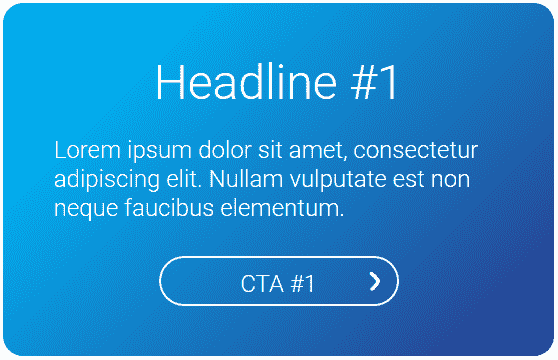 Headline #1
Lorem ipsum dolor sit amet, consectetur
adipiscing elit. Nullam vulputate est non
neque faucibus elementum.
CTA #1